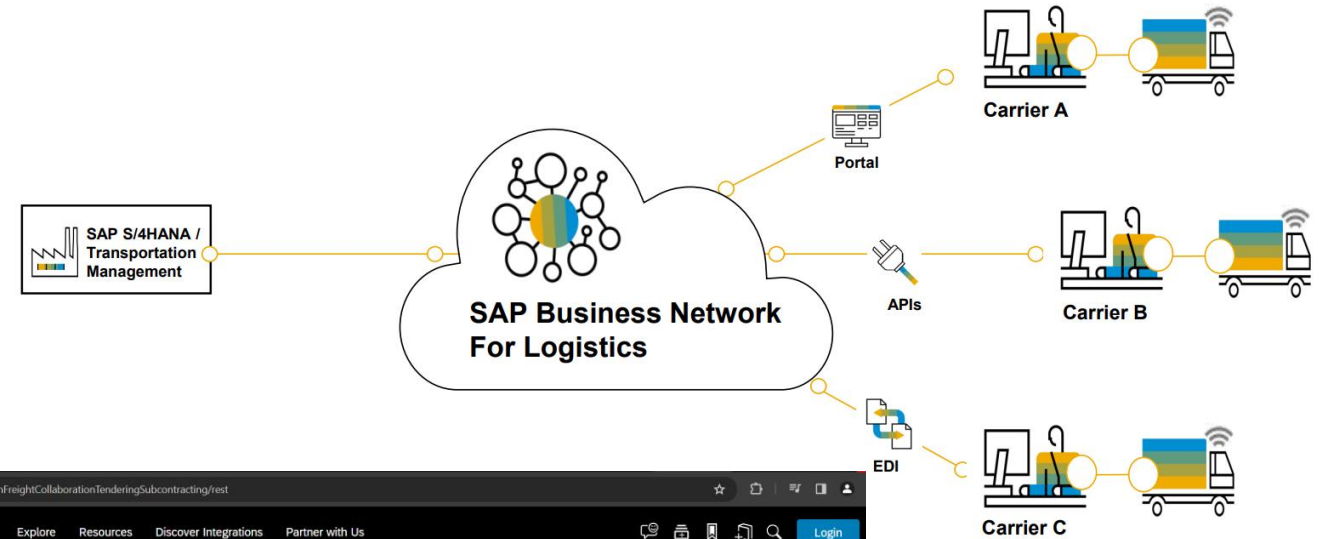 Carrier A
Portal
SAP S/4HANA /
Transportation
Management
SAP Business Network
For Logistics
APIs
Carrier B
EDI
Carrier C
nFreightCollaborationTenderingSubcontracting/rest
Explore Resources Discover Integrations Partner with Us Login